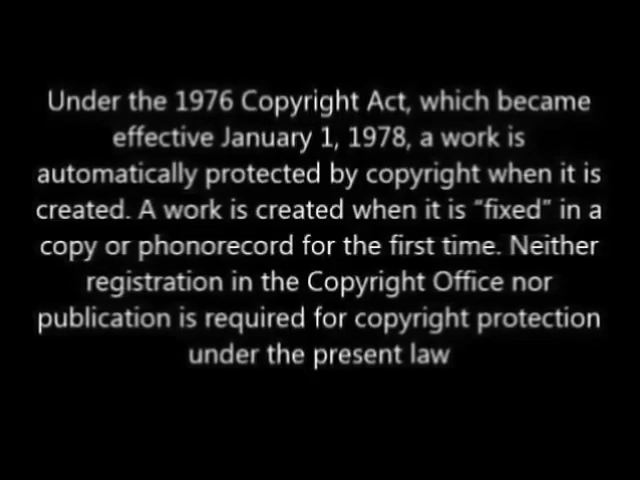 Under the 1976 Copyright Act, which became
effective January 1, 1978, a work is
automatically protected by copyright when it is
created. A work is created when it is “fixed” in a
copy or phonorecord for the first time. Neither
registration in the Copyright Office nor
publication is required for copyright protection
under the present law